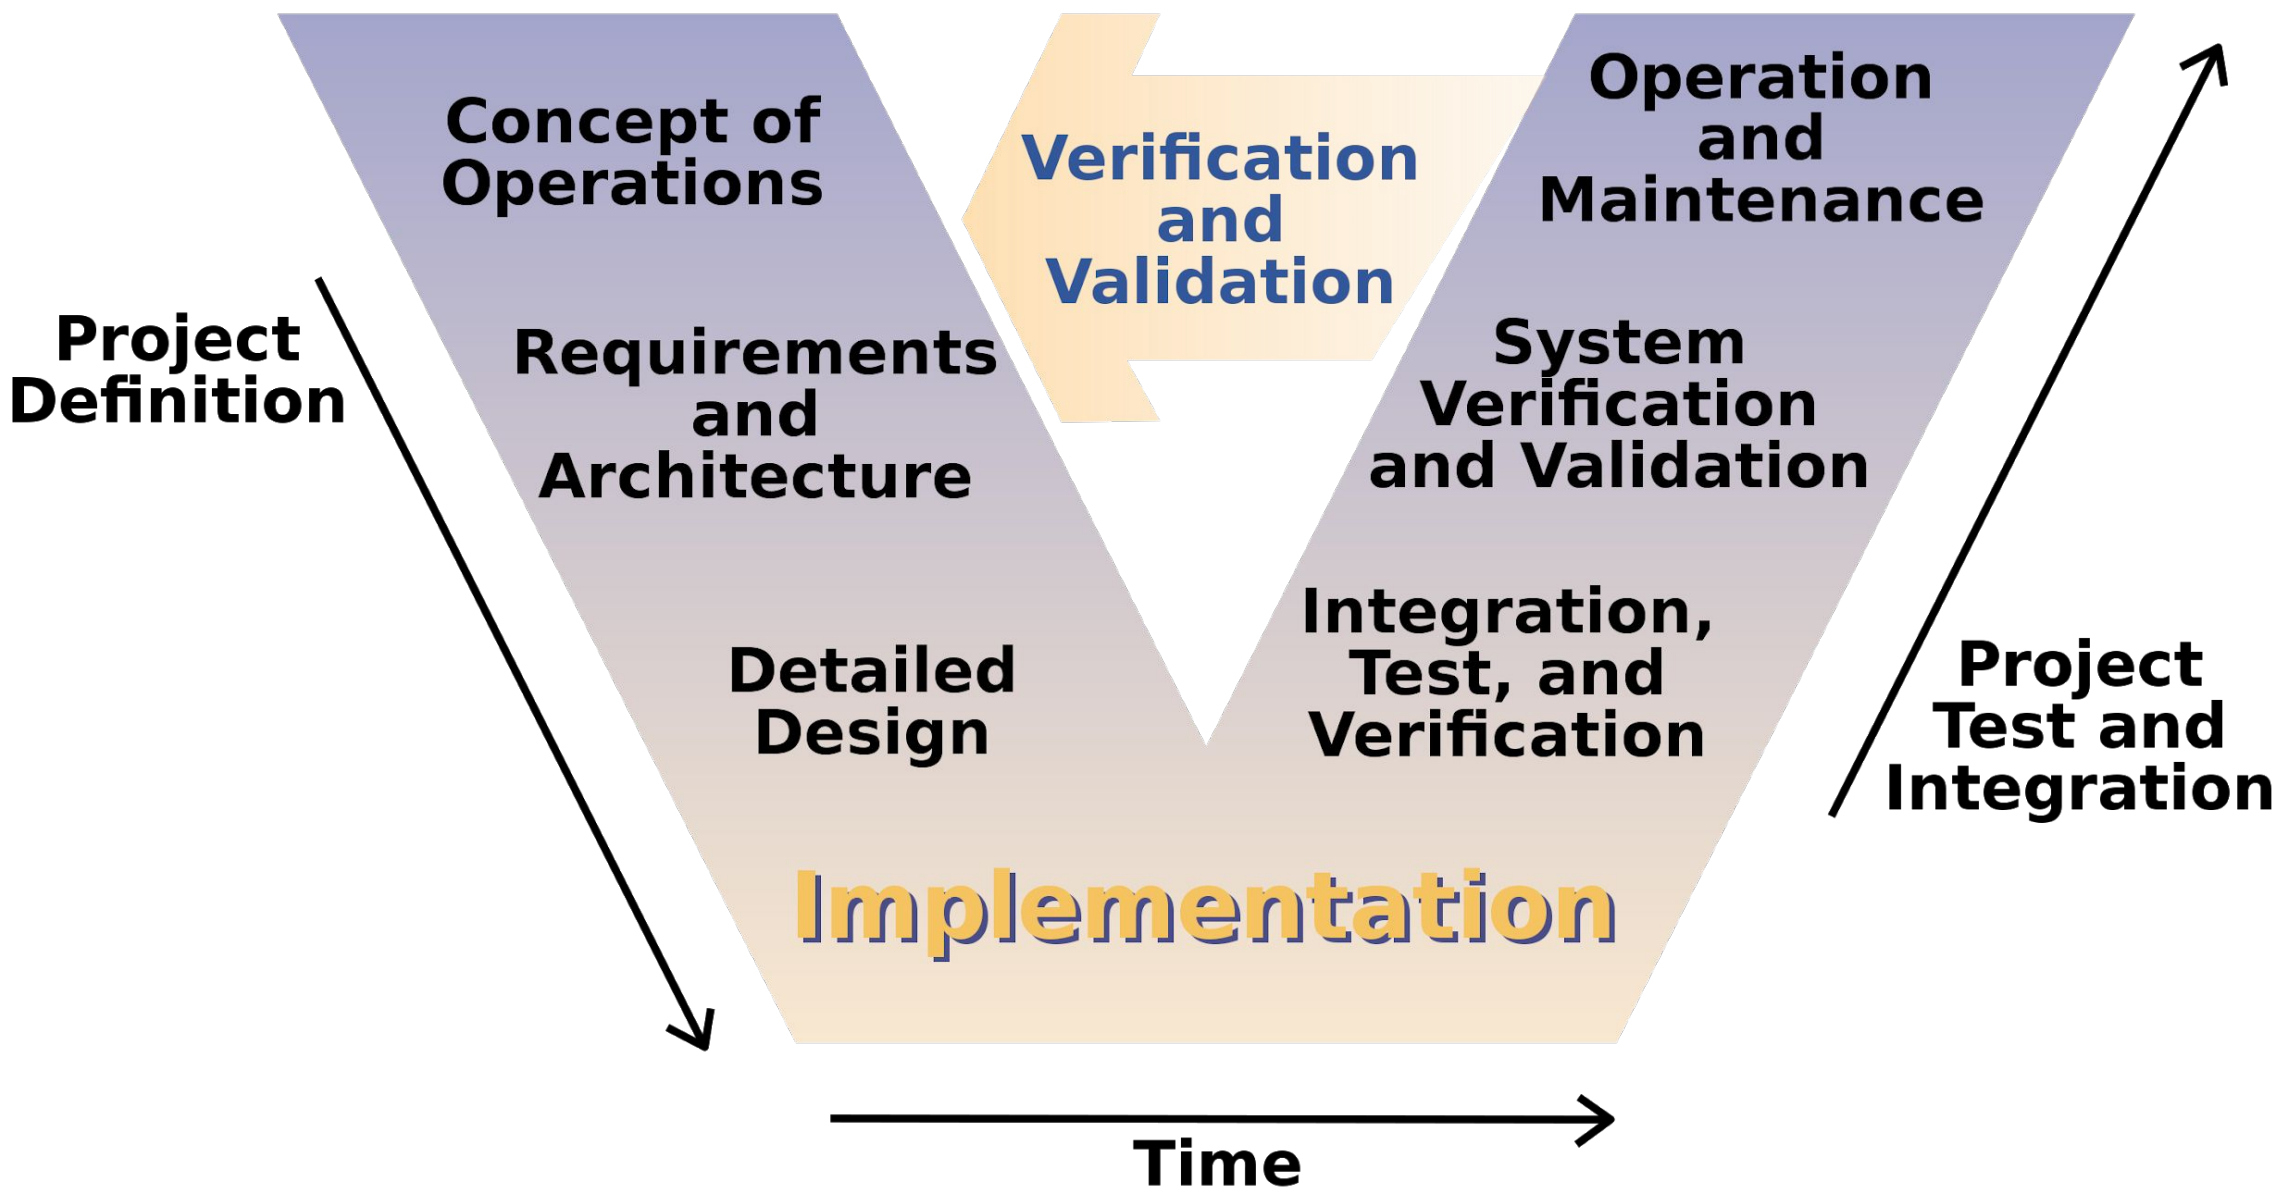 Concept of
Operations
Verification
and
Validation
Operation
and
Maintenance
Project
Definition
Requirements
and
Architecture
System
Verification
and Validation
Detailed
Design
Integration,
Test, and
Verification
Project
Test and
Integration
Implementation
Time